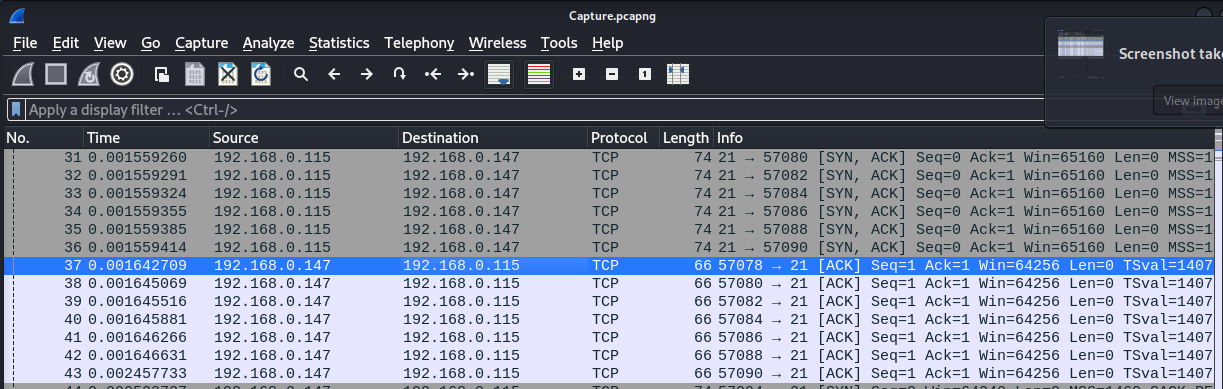 Capture.pcapng
File Edit View Go Capture Analyze Statistics Telephony Wireless Tools Help
Screenshot take
View image
Apply a display filter ... <Ctrl-/>
No. Time Source Destination Protocol Length Info
31 0.001559260 192.168.0.115 192.168.0.147 TCP 74 21 → 57080 [SYN, ACK] Seq=0 Ack=1 Win=65160 Len=0 MSS=1
32 0.001559291 192.168.0.115 192.168.0.147 TCP 74 21 → 57082 [SYN, ACK] Seq=0 Ack=1 Win=65160 Len=0 MSS=1
33 0.001559324 192.168.0.115 192.168.0.147 TCP 74 21 → 57084 [SYN, ACK] Seq=0 Ack=1 Win=65160 Len=0 MSS=1
34 0.001559355 192.168.0.115 192.168.0.147 TCP 74 21 → 57086 [SYN, ACK] Seq=0 Ack=1 Win=65160 Len=0 MSS=1
35 0.001559385 192.168.0.115 192.168.0.147 TCP 74 21 → 57088 [SYN, ACK] Seq=0 Ack=1 Win=65160 Len=0 MSS=1
36 0.001559414 192.168.0.115 192.168.0.147 TCP 74 21 → 57090 [SYN, ACK] Seq=0 Ack=1 Win=65160 Len=0 MSS=1
37 0.001642709 192.168.0.147 192.168.0.115 TCP 66 57078 → 21 [ACK] Seq=1 Ack=1 Win=64256 Len=0 TSval=1407
38 0.001645069 192.168.0.147 192.168.0.115 TCP 66 57080 → 21 [ACK] Seq=1 Ack=1 Win=64256 Len=0 TSval=1407
39 0.001645516 192.168.0.147 192.168.0.115 TCP 66 57082 → 21 [ACK] Seq=1 Ack=1 Win=64256 Len=0 TSval=1407
40 0.001645881 192.168.0.147 192.168.0.115 TCP 66 57084 → 21 [ACK] Seq=1 Ack=1 Win=64256 Len=0 TSval=1407
41 0.001646266 192.168.0.147 192.168.0.115 TCP 66 57086 → 21 [ACK] Seq=1 Ack=1 Win=64256 Len=0 TSval=1407
42 0.001646631 192.168.0.147 192.168.0.115 TCP 66 57088 → 21 [ACK] Seq=1 Ack=1 Win=64256 Len=0 TSval=1407
43 0.002457733 192.168.0.147 192.168.0.115 TCP 66 57090 → 21 [ACK] Seq=1 Ack=1 Win=64256 Len=0 TSval=1407